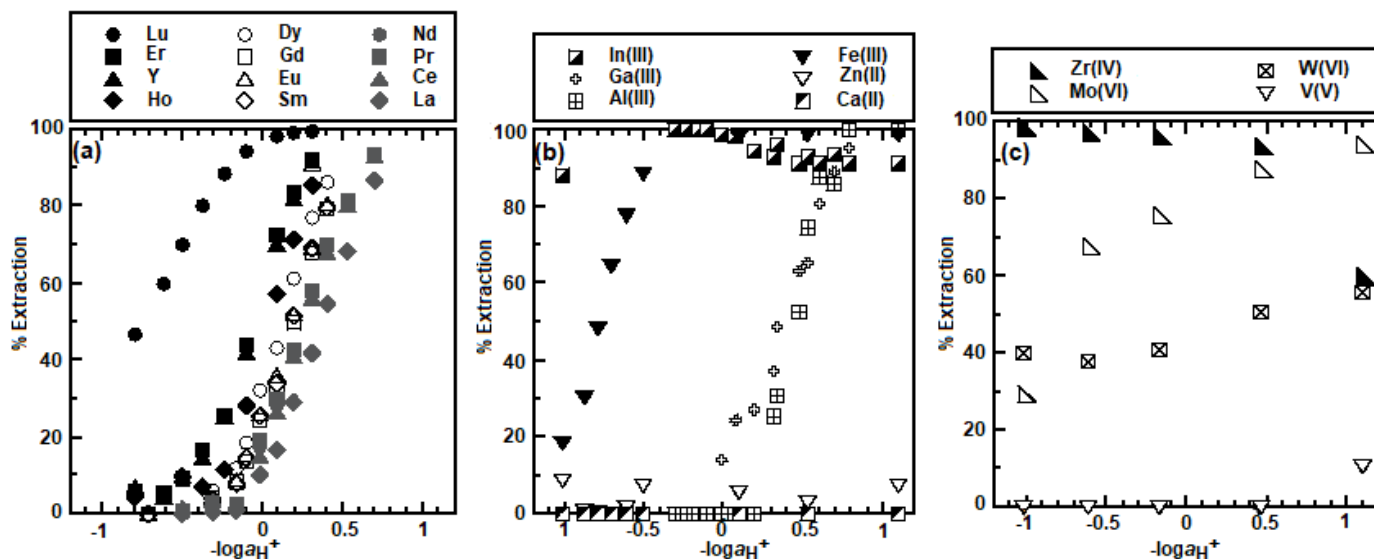 Lu Dy Nd
Er Gd Pr
Y Eu Ce
Ho Sm La
In(III) Fe(III)
Ga(III) Zn(II)
Al(III) Ca(II)
Zr(IV) W(VI)
Mo(VI) V(V)
(a)
% Extraction
100
80
60
40
20
0
-1 -0.5 0 0.5 1
-logaH+
(b)
% Extraction
100
80
60
40
20
0
-1 -0.5 0 0.5 1
-logaH+
(c)
% Extraction
100
80
60
40
20
0
-1 -0.5 0 0.5 1
-logaH+